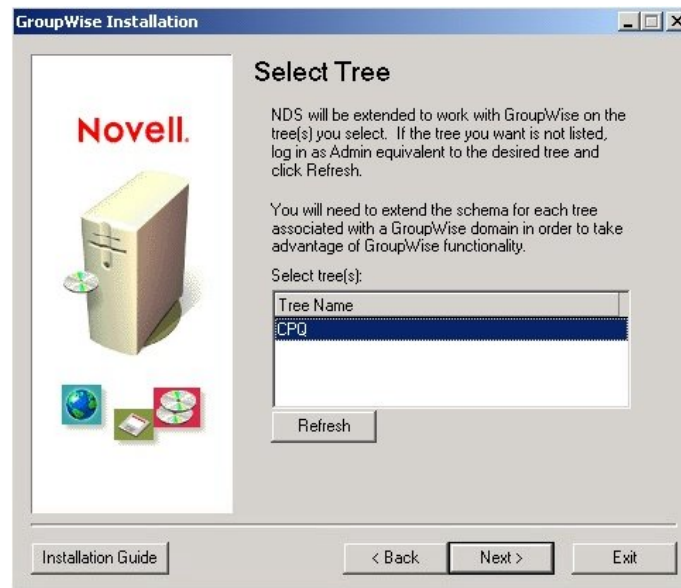 GroupWise Installation
Novell.
Select Tree
NDS will be extended to work with GroupWise on the
tree(s) you select. If the tree you want is not listed,
log in as Admin equivalent to the desired tree and
click Refresh.
You will need to extend the schema for each tree
associated with a GroupWise domain in order to take
advantage of GroupWise functionality.
Select tree(s):
Tree Name
CPQ
Refresh
Installation Guide
< Back
Next >
Exit